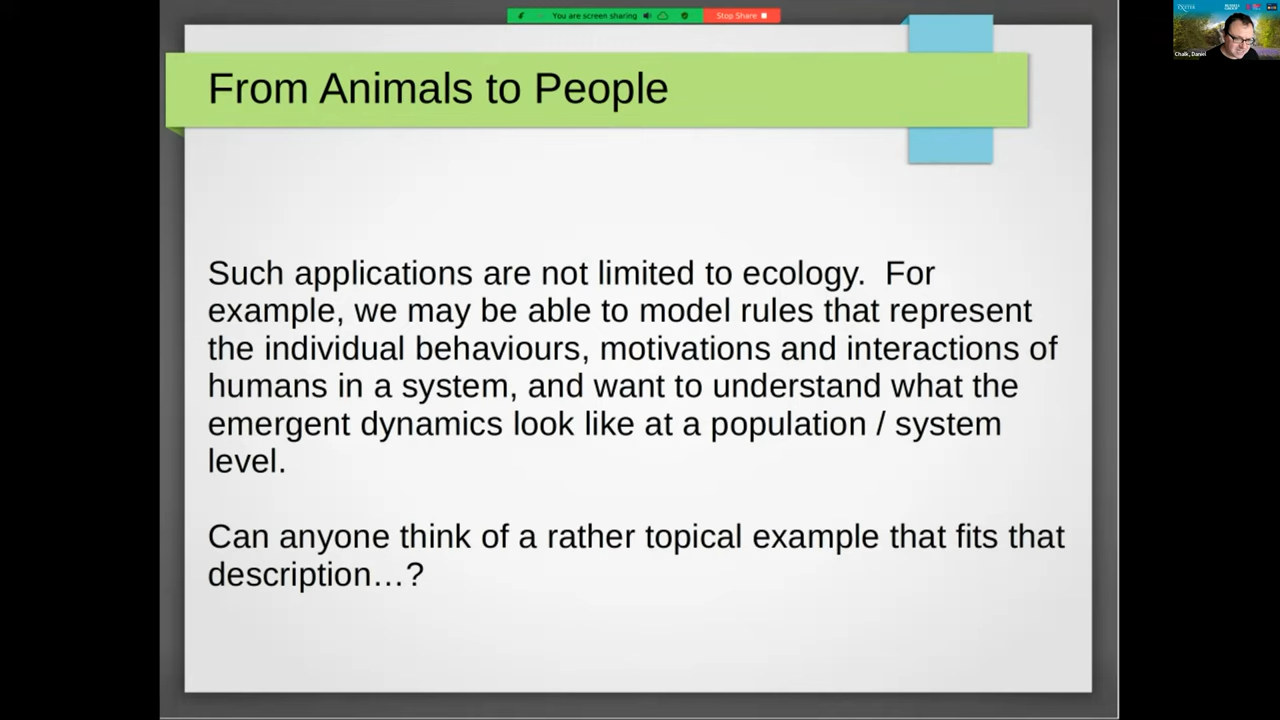 You are screen sharing
Stop Share
Chalk, Daniel
From Animals to People
Such applications are not limited to ecology.  For
example, we may be able to model rules that represent
the individual behaviours, motivations and interactions of
humans in a system, and want to understand what the
emergent dynamics look like at a population / system
level.
Can anyone think of a rather topical example that fits that
description…?